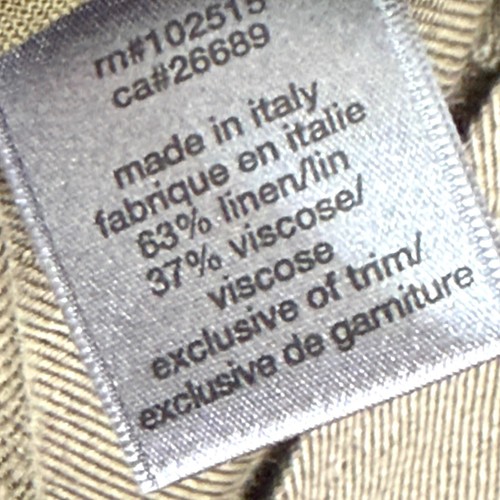 rn#102515
ca#26689
made in italy
fabrique en italie
63% linen/lin
37% viscose/
viscose
exclusive of trim/
exclusive de garniture